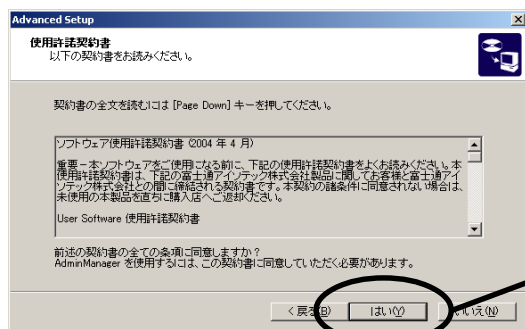 Advanced Setup
使用許諾契約書
以下の契約書をお読みください。
契約書の全文を読むには [Page Down] キーを押してください。
ソフトウェア使用許諾契約書 (2004 年 4 月)
重要－本ソフトウェアをご使用になる前に、下記の使用許諾契約書をよくお読みください。本
使用許諾契約書は、下記の富士通アイソテック株式会社製品に関してお客様と富士通アイ
ソテック株式会社との間に締結される契約書です。本契約の諸条件に同意されない場合は、
未使用の本製品を直ちに購入店へご返却ください。
User Software 使用許諾契約書
前述の契約書の全ての条項に同意しますか?
AdminManager を使用するには、この契約書に同意していただく必要があります。
< 戻る(B)
はい(Y)
いいえ(N)